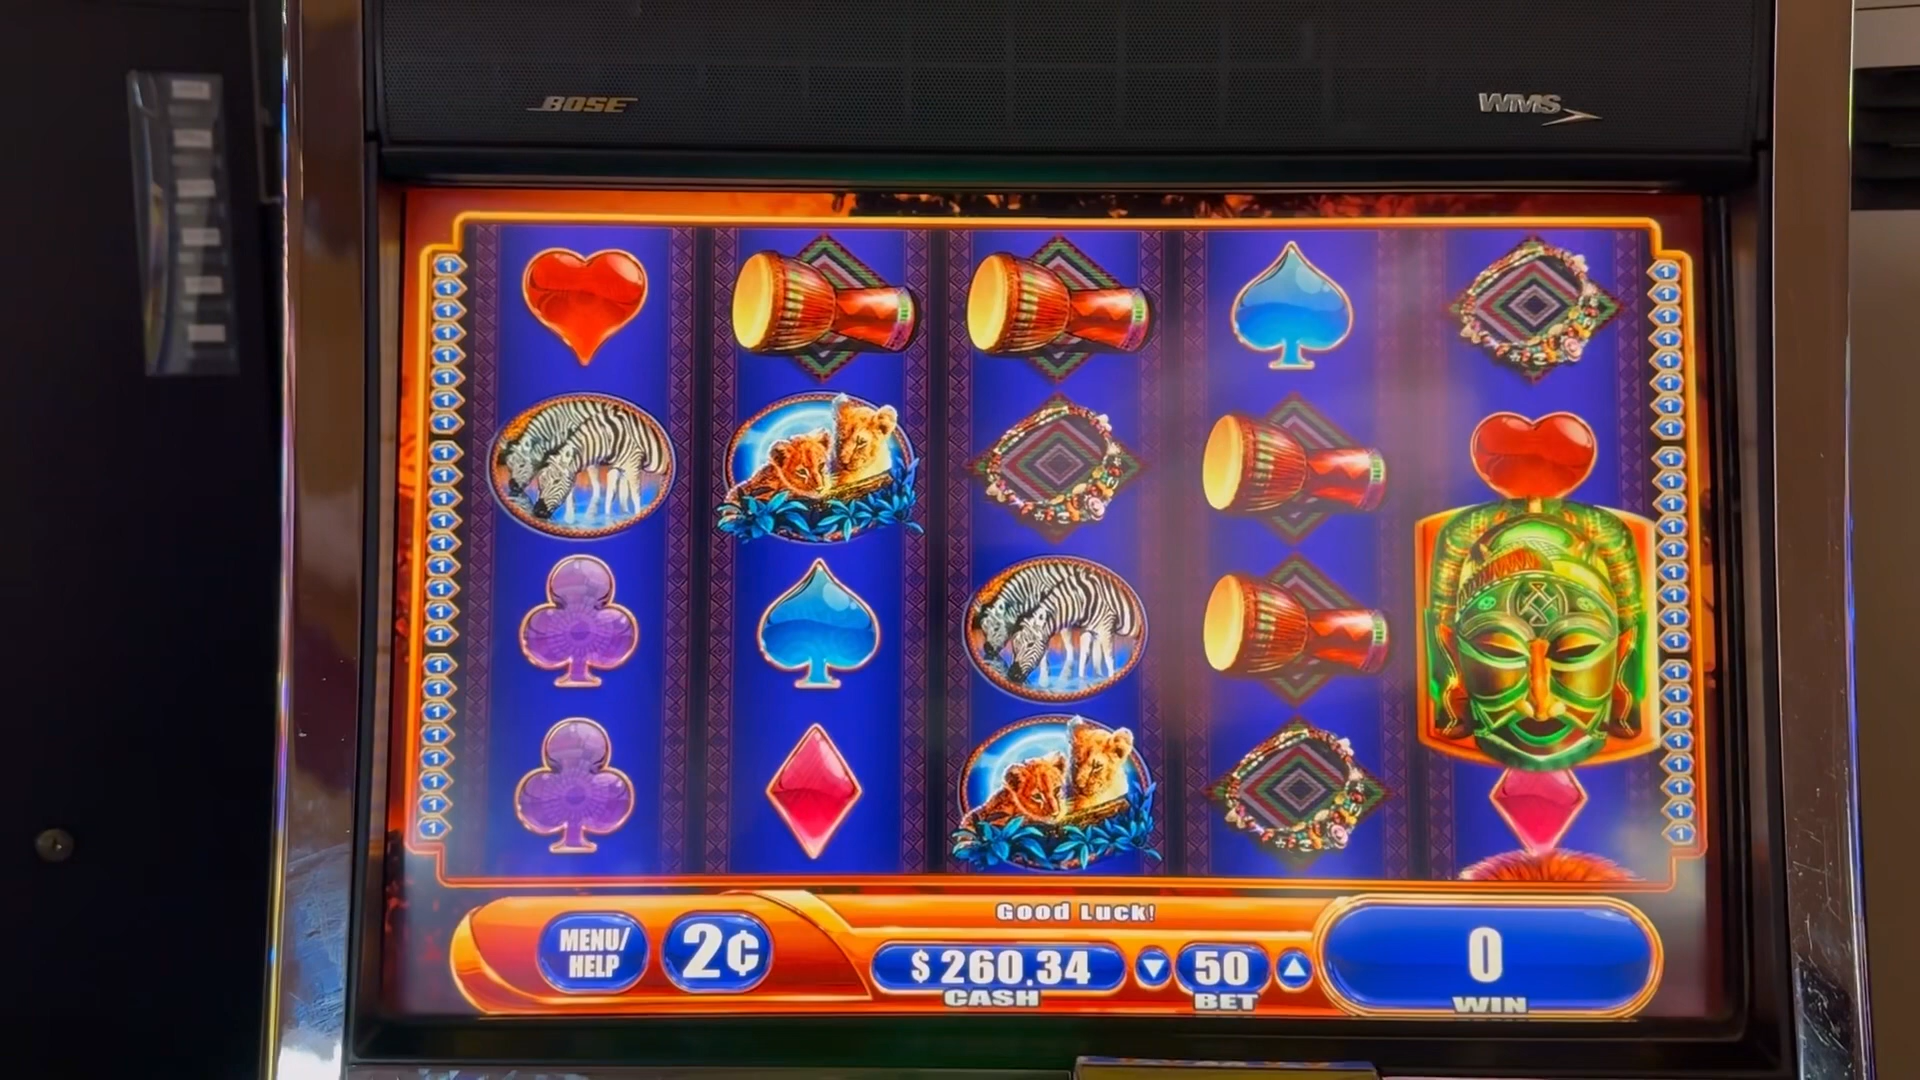 BOSE
WMS
Good Luck!
MENU/
HELP
2¢
$ 260.34
CASH
50
BET
0
WIN